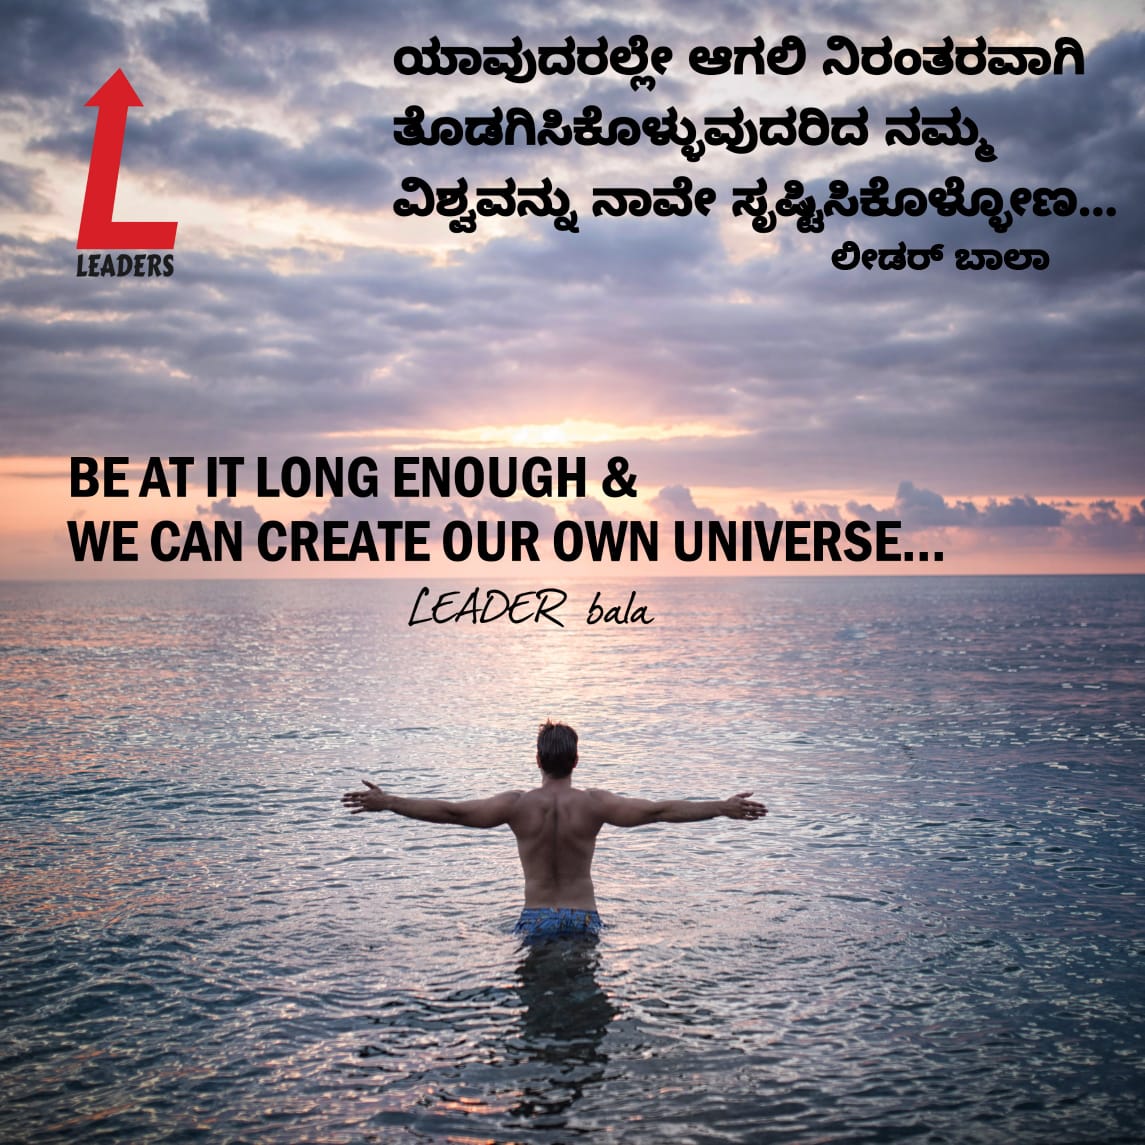 ಯಾವುದರಲ್ಲೇ ಆಗಲಿ ನಿರಂತರವಾಗಿ
ತೊಡಗಿಸಿಕೊಳ್ಳುವುದರಿದ ನಮ್ಮ
ವಿಶ್ವವನ್ನು ನಾವೇ ಸೃಷ್ಟಿಸಿಕೊಳ್ಳೋಣ...
ಲೀಡರ್ ಬಾಲಾ
L
LEADERS
BE AT IT LONG ENOUGH &
WE CAN CREATE OUR OWN UNIVERSE...
LEADER bala